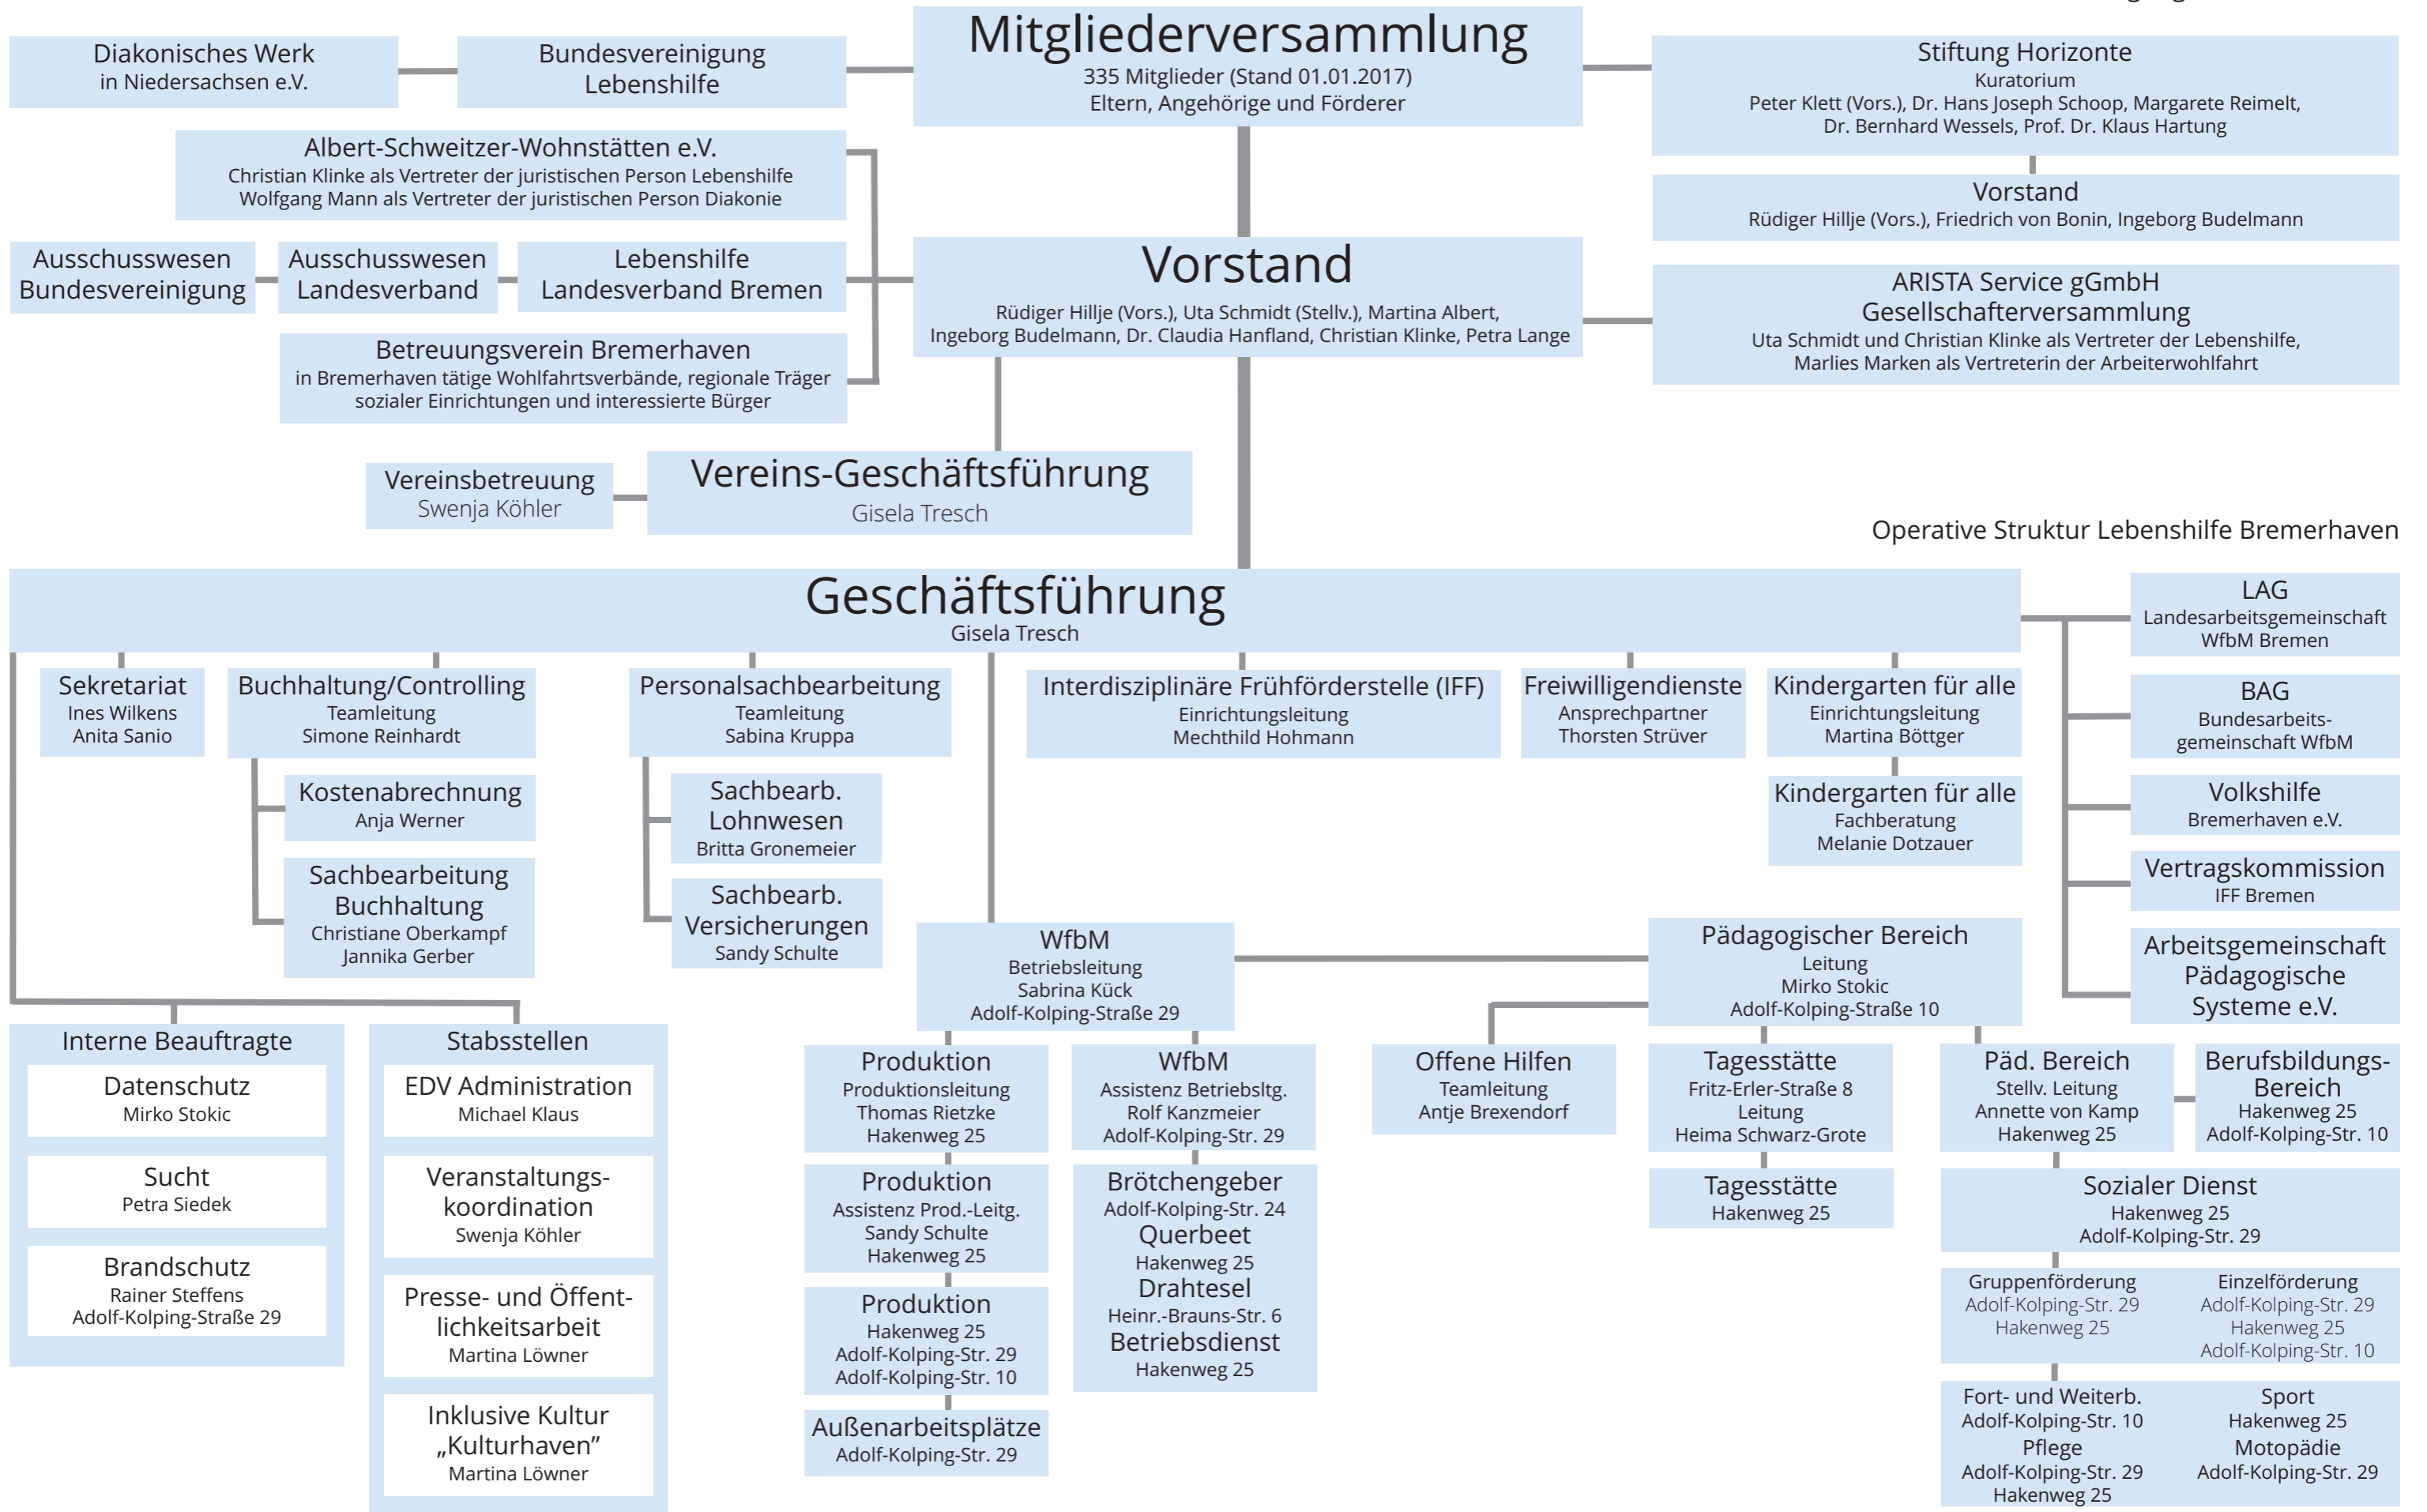 Diakonisches Werk
in Niedersachsen e.V.
Bundesvereinigung
Lebenshilfe
Mitgliederversammlung
335 Mitglieder (Stand 01.01.2017)
Eltern, Angehörige und Förderer
Stiftung Horizonte
Kuratorium
Peter Klett (Vors.), Dr. Hans Joseph Schoop, Margarete Reimelt,
Dr. Bernhard Wessels, Prof. Dr. Klaus Hartung
Albert-Schweitzer-Wohnstätten e.V.
Christian Klinke als Vertreter der juristischen Person Lebenshilfe
Wolfgang Mann als Vertreter der juristischen Person Diakonie
Vorstand
Rüdiger Hillje (Vors.), Friedrich von Bonin, Ingeborg Budelmann
Ausschusswesen
Bundesvereinigung
Ausschusswesen
Landesverband
Lebenshilfe
Landesverband Bremen
Vorstand
Rüdiger Hillje (Vors.), Uta Schmidt (Stellv.), Martina Albert,
Ingeborg Budelmann, Dr. Claudia Hanfland, Christian Klinke, Petra Lange
ARISTA Service gGmbH
Gesellschafterversammlung
Uta Schmidt und Christian Klinke als Vertreter der Lebenshilfe,
Marlies Marken als Vertreterin der Arbeiterwohlfahrt
Betreuungsverein Bremerhaven
in Bremerhaven tätige Wohlfahrtsverbände, regionale Träger
sozialer Einrichtungen und interessierte Bürger
Vereinsbetreuung
Swenja Köhler
Vereins-Geschäftsführung
Gisela Tresch
Operative Struktur Lebenshilfe Bremerhaven
Geschäftsführung
Gisela Tresch
LAG
Landesarbeitsgemeinschaft
WfbM Bremen
BAG
Bundesarbeits-
gemeinschaft WfbM
Volkshilfe
Bremerhaven e.V.
Vertragskommission
IFF Bremen
Arbeitsgemeinschaft
Pädagogische
Systeme e.V.
Sekretariat
Ines Wilkens
Anita Sanio
Buchhaltung/Controlling
Teamleitung
Simone Reinhardt
Kostenabrechnung
Anja Werner
Sachbearbeitung
Buchhaltung
Christiane Oberkampf
Jannika Gerber
Personalsachbearbeitung
Teamleitung
Sabina Kruppa
Sachbearb.
Lohnwesen
Britta Gronemeier
Sachbearb.
Versicherungen
Sandy Schulte
Interdisziplinäre Frühförderstelle (IFF)
Einrichtungsleitung
Mechthild Hohmann
Freiwilligendienste
Ansprechpartner
Thorsten Strüver
Kindergarten für alle
Einrichtungsleitung
Martina Böttger
Kindergarten für alle
Fachberatung
Melanie Dotzauer
WfbM
Betriebsleitung
Sabrina Kück
Adolf-Kolping-Straße 29
Pädagogischer Bereich
Leitung
Mirko Stokic
Adolf-Kolping-Straße 10
Interne Beauftragte
Datenschutz
Mirko Stokic
Sucht
Petra Siedek
Brandschutz
Rainer Steffens
Adolf-Kolping-Straße 29
Stabsstellen
EDV Administration
Michael Klaus
Veranstaltungs-
koordination
Swenja Köhler
Presse- und Öffent-
lichkeitsarbeit
Martina Löwner
Inklusive Kultur
„Kulturhaven”
Martina Löwner
Produktion
Produktionsleitung
Thomas Rietzke
Hakenweg 25
Produktion
Assistenz Prod.-Leitg.
Sandy Schulte
Hakenweg 25
Produktion
Hakenweg 25
Adolf-Kolping-Str. 29
Adolf-Kolping-Str. 10
Außenarbeitsplätze
Adolf-Kolping-Str. 29
WfbM
Assistenz Betriebsltg.
Rolf Kanzmeier
Adolf-Kolping-Str. 29
Brötchengeber
Adolf-Kolping-Str. 24
Querbeet
Hakenweg 25
Drahtesel
Heinr.-Brauns-Str. 6
Betriebsdienst
Hakenweg 25
Offene Hilfen
Teamleitung
Antje Brexendorf
Tagesstätte
Fritz-Erler-Straße 8
Leitung
Heima Schwarz-Grote
Tagesstätte
Hakenweg 25
Päd. Bereich
Stellv. Leitung
Annette von Kamp
Hakenweg 25
Berufsbildungs-
Bereich
Hakenweg 25
Adolf-Kolping-Str. 10
Sozialer Dienst
Hakenweg 25
Adolf-Kolping-Str. 29
Gruppenförderung
Adolf-Kolping-Str. 29
Hakenweg 25
Einzelförderung
Adolf-Kolping-Str. 29
Hakenweg 25
Adolf-Kolping-Str. 10
Fort- und Weiterb.
Adolf-Kolping-Str. 10
Pflege
Adolf-Kolping-Str. 29
Hakenweg 25
Sport
Hakenweg 25
Motopädie
Adolf-Kolping-Str. 29